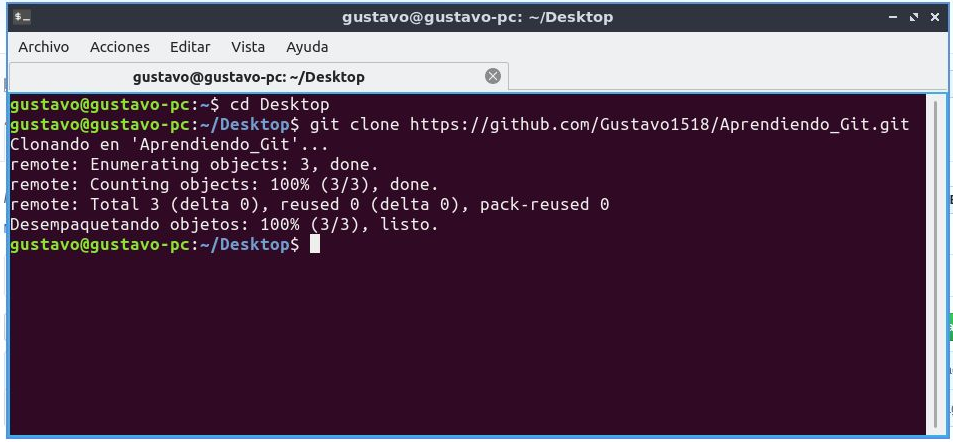 gustavo@gustavo-pc: ~/Desktop
Archivo Acciones Editar Vista Ayuda
gustavo@gustavo-pc: ~/Desktop
gustavo@gustavo-pc:~$ cd Desktop
gustavo@gustavo-pc:~/Desktop$ git clone https://github.com/Gustavo1518/Aprendiendo_Git.git
Clonando en 'Aprendiendo_Git'...
remote: Enumerating objects: 3, done.
remote: Counting objects: 100% (3/3), done.
remote: Total 3 (delta 0), reused 0 (delta 0), pack-reused 0
Desempaquetando objetos: 100% (3/3), listo.
gustavo@gustavo-pc:~/Desktop$